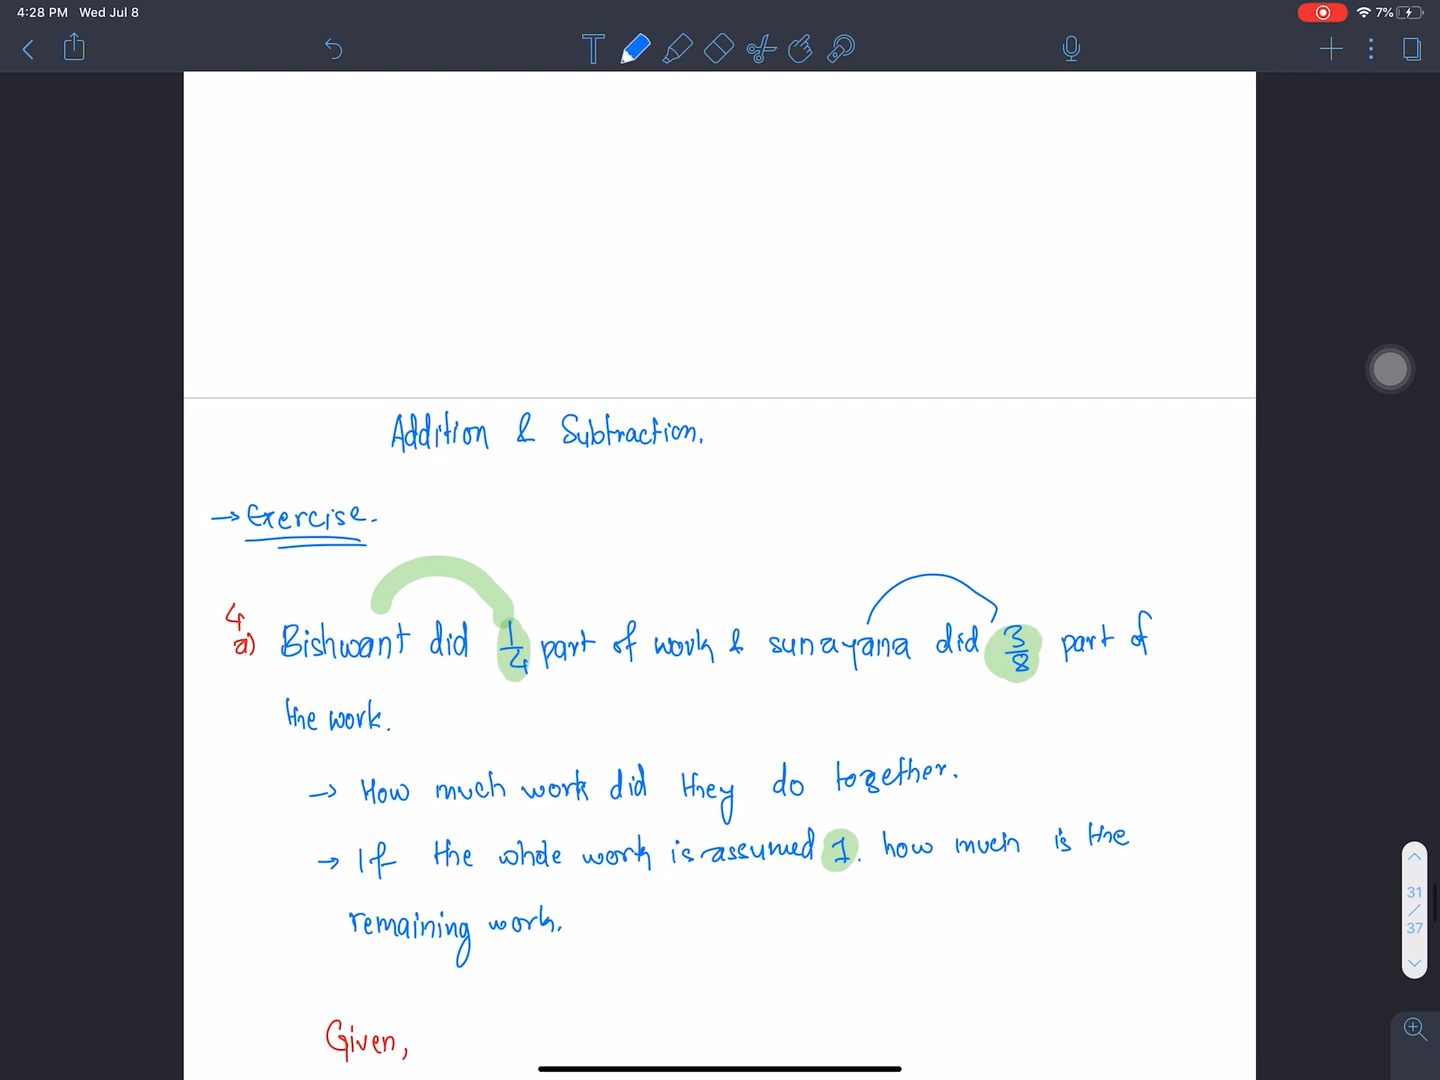 4:28 PM Wed Jul 8
7%
T
Addition & Subtraction.
→ Exercise.
4
a) Bishwant did 1/4 part of work & sunayana did 3/8 part of
the work.
→ How much work did they do together.
→ If the whole work is assumed 1. how much is the
remaining work.
Given,
31
/
37